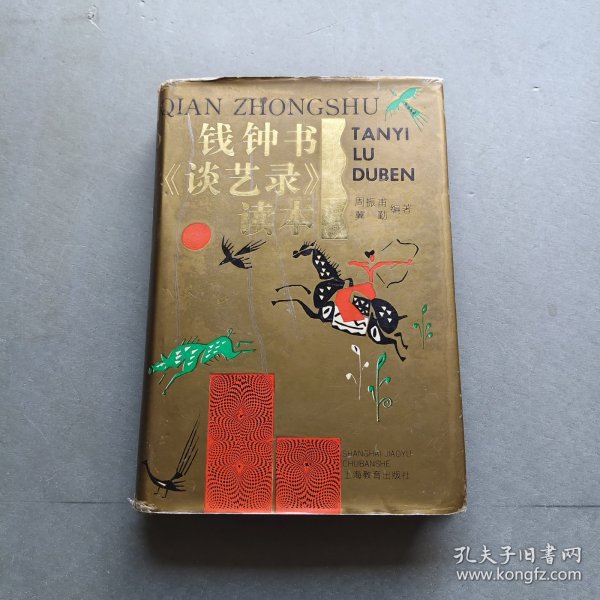 QIAN ZHONGSHU
钱钟书
《谈艺录》
读本
TANYI
LU
DUBEN
周振甫
冀勤
编著
SHANGHAI JIAOYU
CHUBANSHE
上海教育出版社
孔夫子旧书网
www.kongfz.com